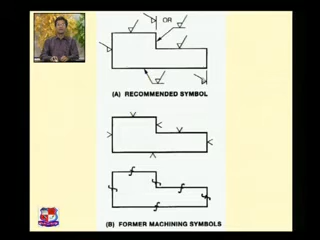 OR
(A) RECOMMENDED SYMBOL
(B) FORMER MACHINING SYMBOLS